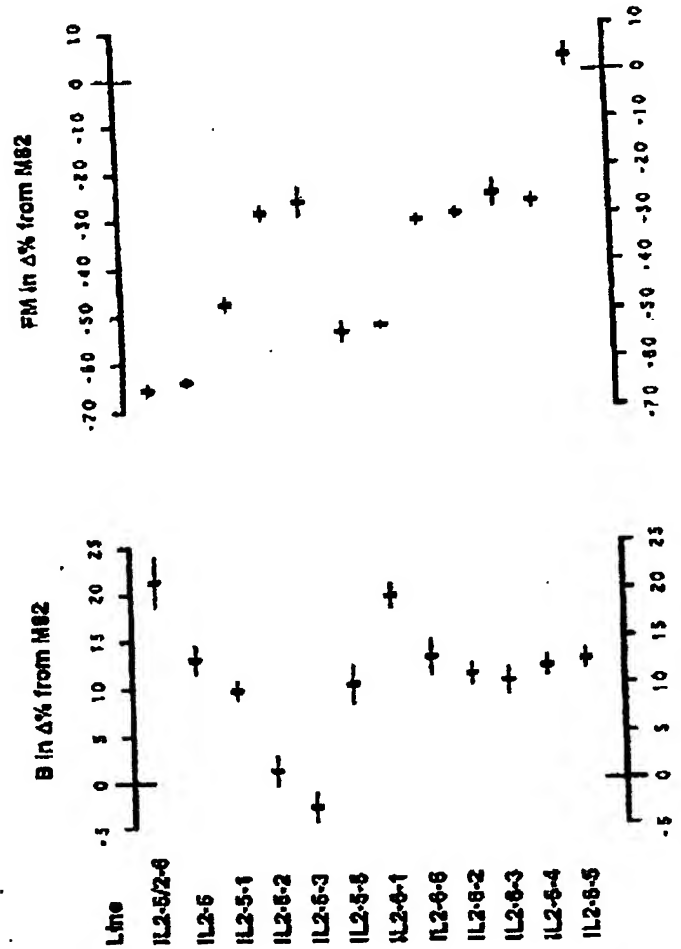 FM in Δ% from M82
-70 -60 -50 -40 -30 -20 -10 0 10
-70 -60 -50 -40 -30 -20 -10 0 10
B in Δ% from M82
-5 0 5 10 15 20 25
-5 0 5 10 15 20 25
Line
IL2-5/2-6
IL2-5
IL2-5-1
IL2-5-2
IL2-5-3
IL2-5-5
IL2-6-1
IL2-6-6
IL2-6-2
IL2-6-3
IL2-6-4
IL2-6-5